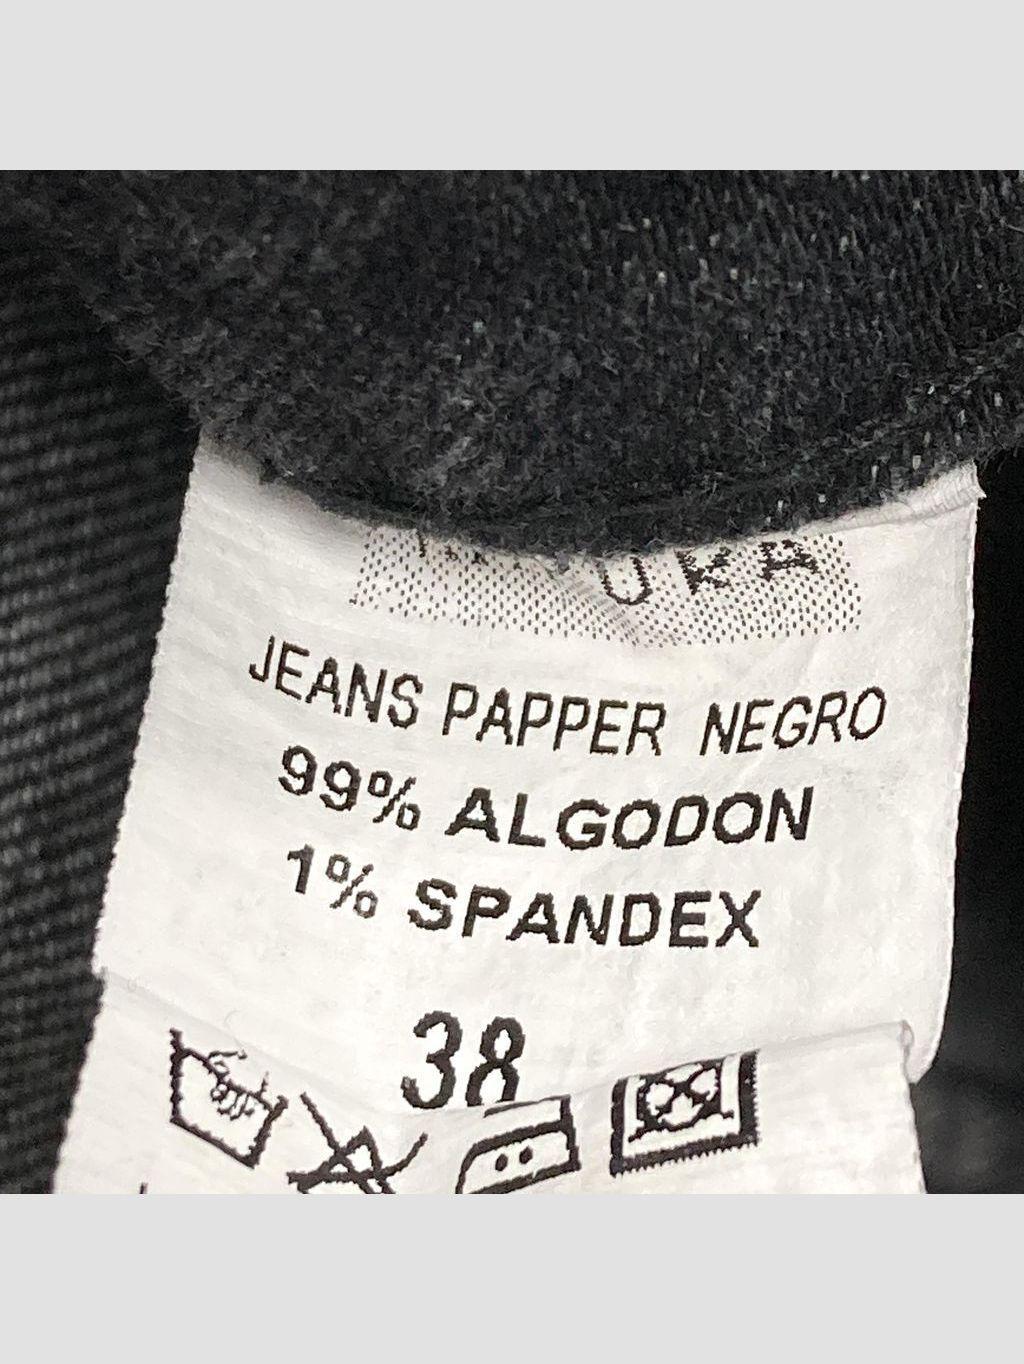 JEANS PAPPER NEGRO
99% ALGODON
1% SPANDEX
38